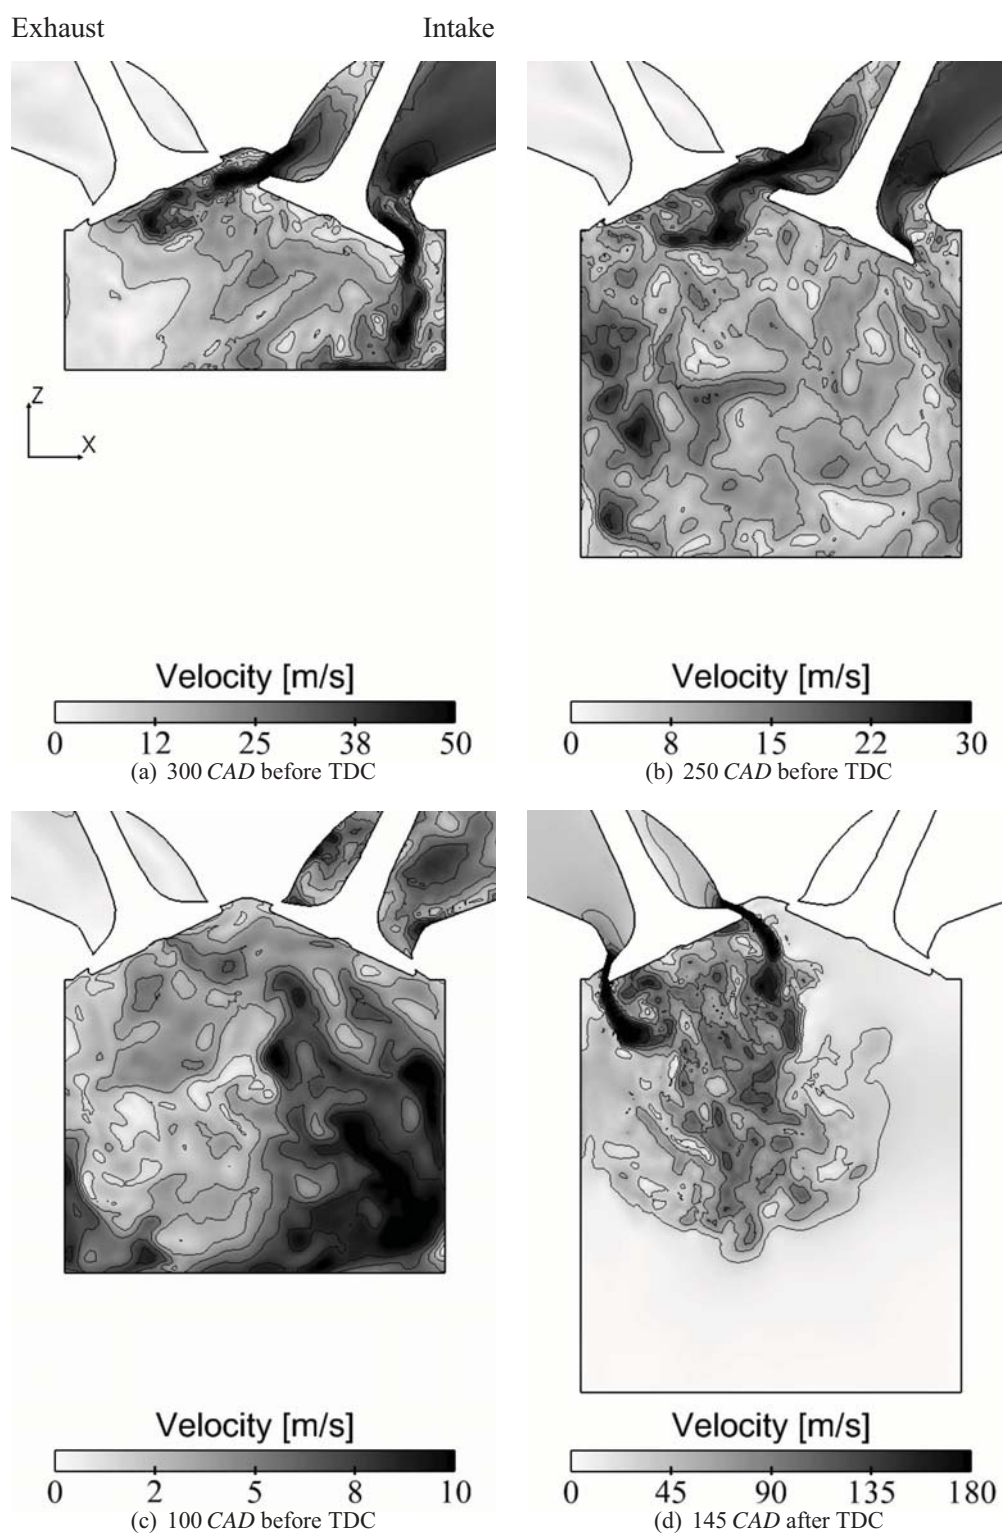 Exhaust Intake
Z
X
Velocity [m/s]
0 12 25 38 50
(a) 300 CAD before TDC
Velocity [m/s]
0 8 15 22 30
(b) 250 CAD before TDC
Velocity [m/s]
0 2 5 8 10
(c) 100 CAD before TDC
Velocity [m/s]
0 45 90 135 180
(d) 145 CAD after TDC